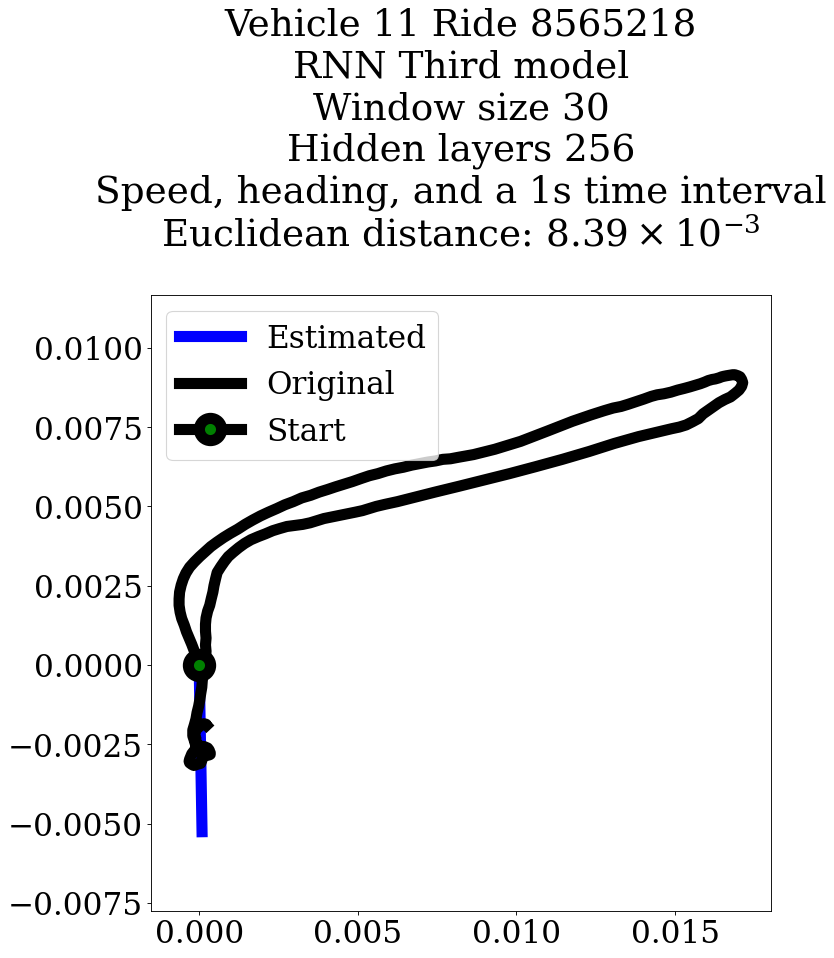 Vehicle 11 Ride 8565218
RNN Third model
Window size 30
Hidden layers 256
Speed, heading, and a 1s time interval
Euclidean distance: 8.39 × 10⁻³
Estimated
Original
Start
0.0100
0.0075
0.0050
0.0025
0.0000
−0.0025
−0.0050
−0.0075
0.000 0.005 0.010 0.015